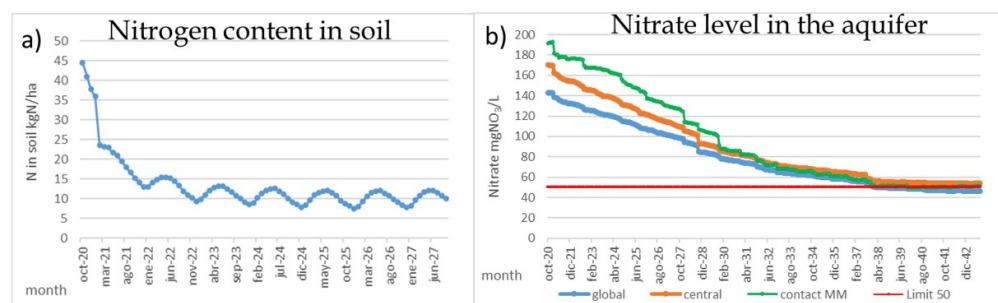 a)
Nitrogen content in soil
N in soil kgN/ha
50
45
40
35
30
25
20
15
10
5
0
oct-20
mar-21
ago-21
ene-22
jun-22
nov-22
abr-23
sep-23
feb-24
jul-24
dic-24
may-25
oct-25
mar-26
ago-26
ene-27
jun-27
month
b)
Nitrate level in the aquifer
Nitrate mgNO3/L
200
180
160
140
120
100
80
60
40
20
0
oct-20
dic-21
feb-23
abr-24
jun-25
ago-26
oct-27
dic-28
feb-30
abr-31
jun-32
ago-33
oct-34
dic-35
feb-37
abr-38
jun-39
ago-40
oct-41
dic-42
month
global
central
contact MM
Limit 50